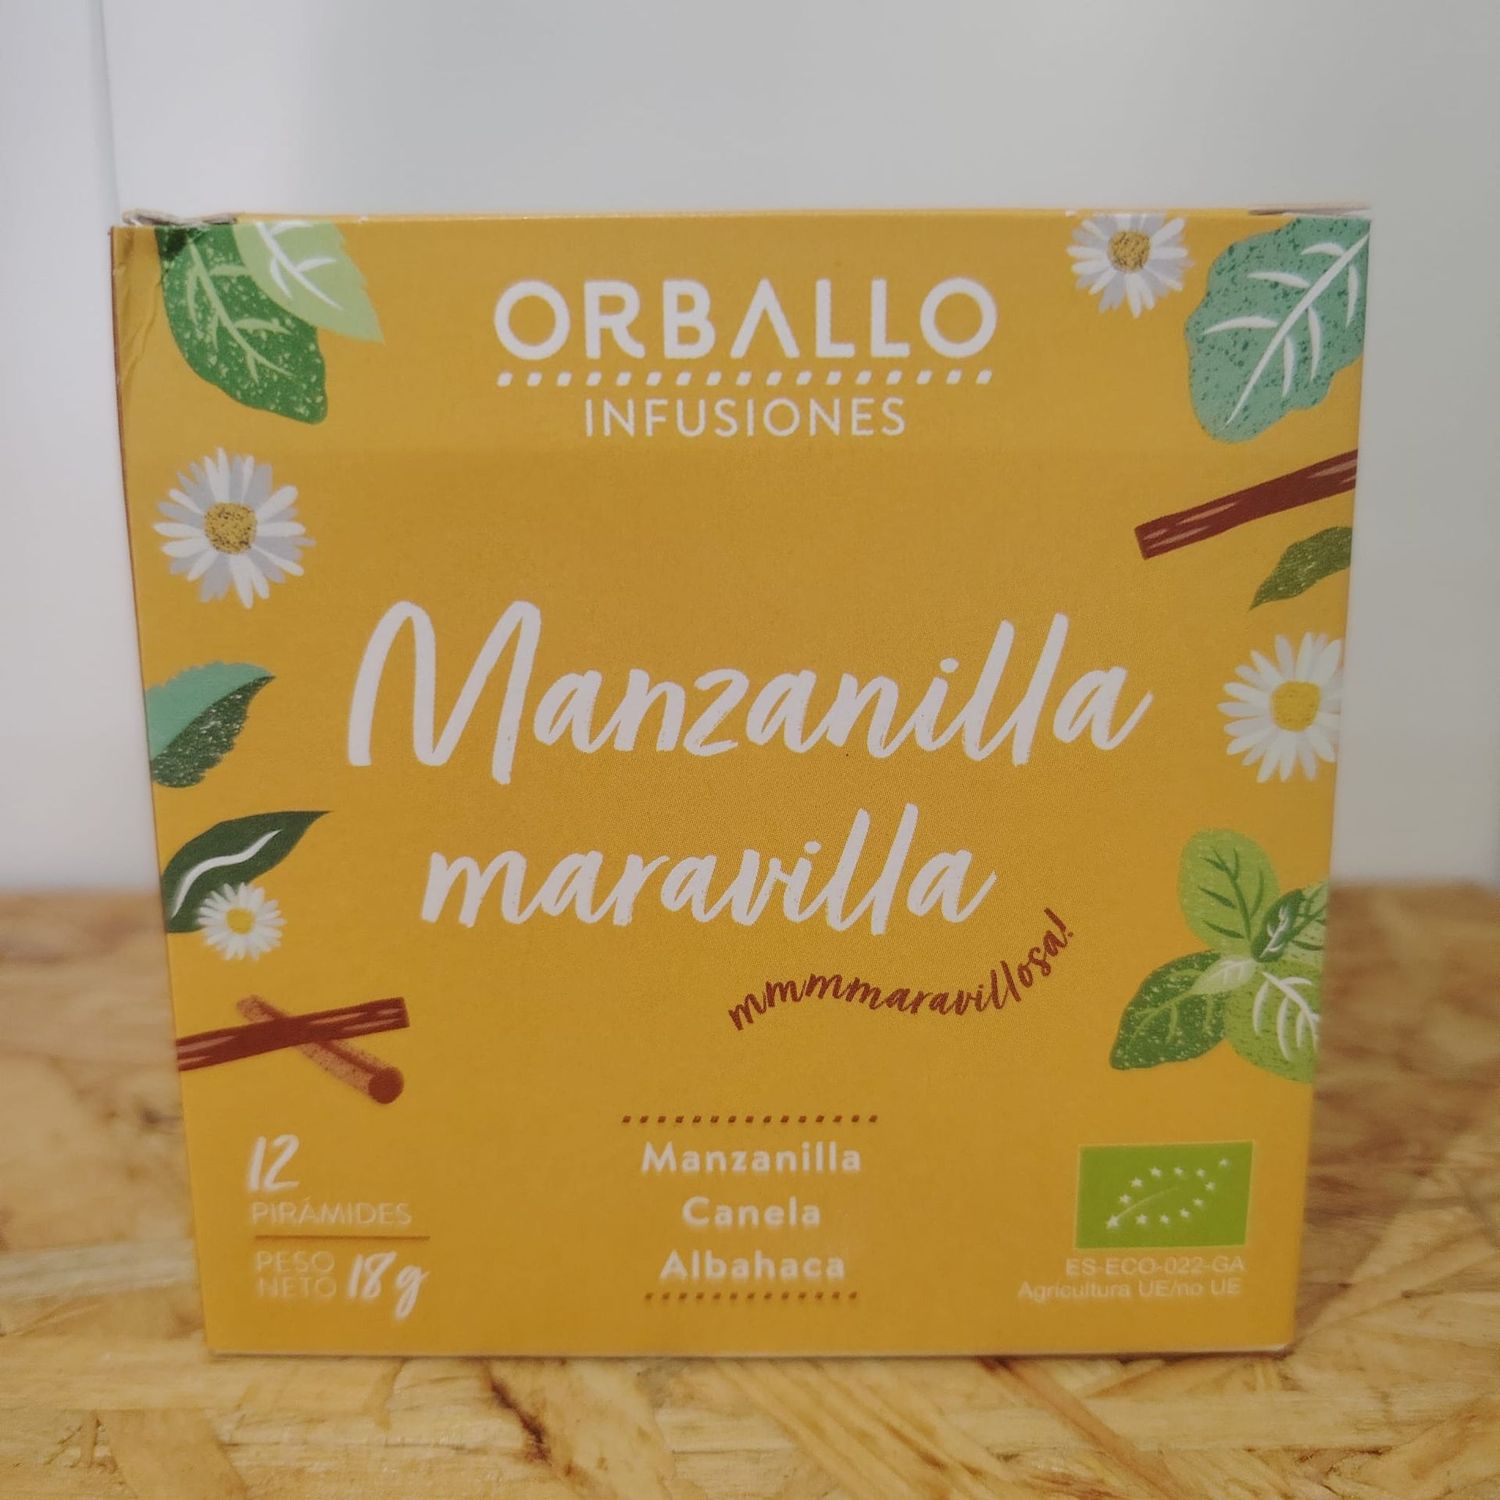 ORBALLO
INFUSIONES
Manzanilla
maravilla
mmmmaravillosa!
12
PIRÁMIDES
PESO
NETO 18g
Manzanilla
Canela
Albahaca
ES-ECO-022-GA
Agricultura UE/no UE